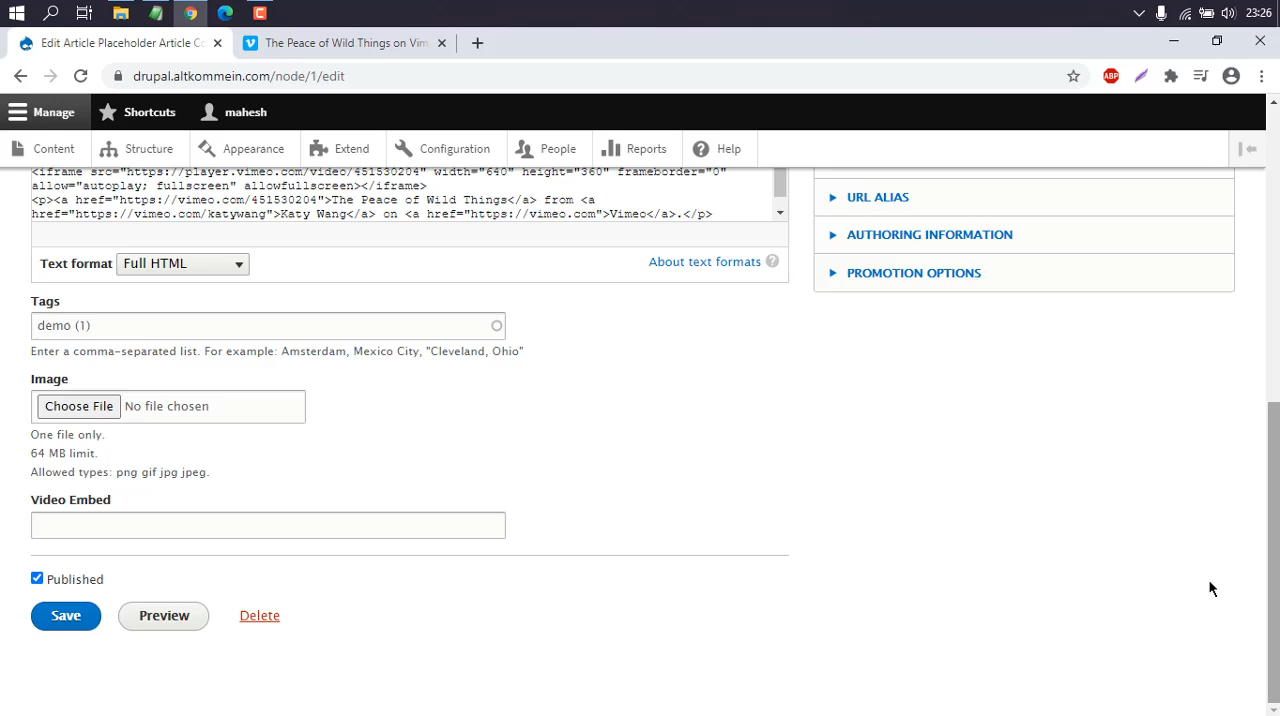 23:26
Edit Article Placeholder Article Co
The Peace of Wild Things on Vim
drupal.altkommein.com/node/1/edit
ABP
Manage
Shortcuts
mahesh
Content
Structure
Appearance
Extend
Configuration
People
Reports
Help
<iframe src="https://player.vimeo.com/video/451530204" width="640" height="360" frameborder="0"
allow="autoplay; fullscreen" allowfullscreen></iframe>
<p><a href="https://vimeo.com/451530204">The Peace of Wild Things</a> from <a
href="https://vimeo.com/katywang">Katy Wang</a> on <a href="https://vimeo.com">Vimeo</a>.</p>
Text format
Full HTML
About text formats
URL ALIAS
AUTHORING INFORMATION
PROMOTION OPTIONS
Tags
demo (1)
Enter a comma-separated list. For example: Amsterdam, Mexico City, "Cleveland, Ohio"
Image
Choose File No file chosen
One file only.
64 MB limit.
Allowed types: png gif jpg jpeg.
Video Embed
Published
Save
Preview
Delete